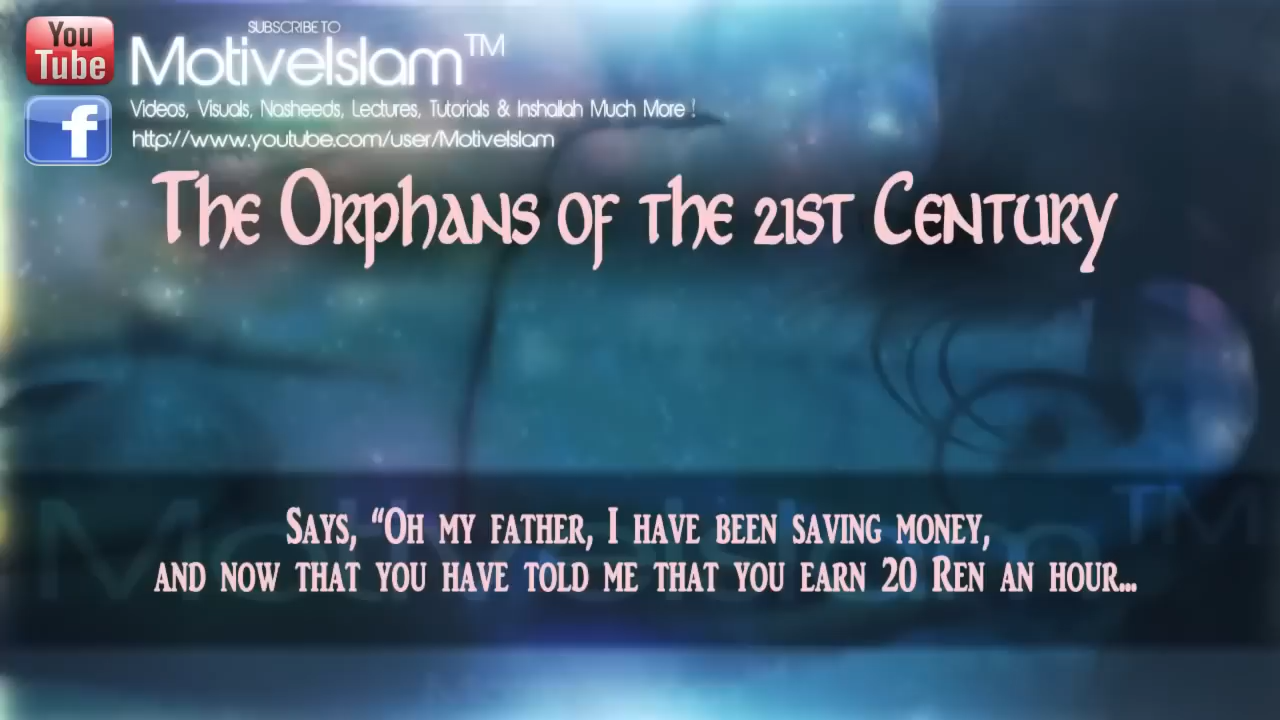 You
Tube
SUBSCRIBE TO
MotiveIslam™
Videos, Visuals, Nasheeds, Lectures, Tutorials & Inshallah Much More !
http://www.youtube.com/user/MotiveIslam
f
The Orphans of the 21st Century
Says, “Oh my father, I have been saving money,
and now that you have told me that you earn 20 Ren an hour...
MotiveIslam™